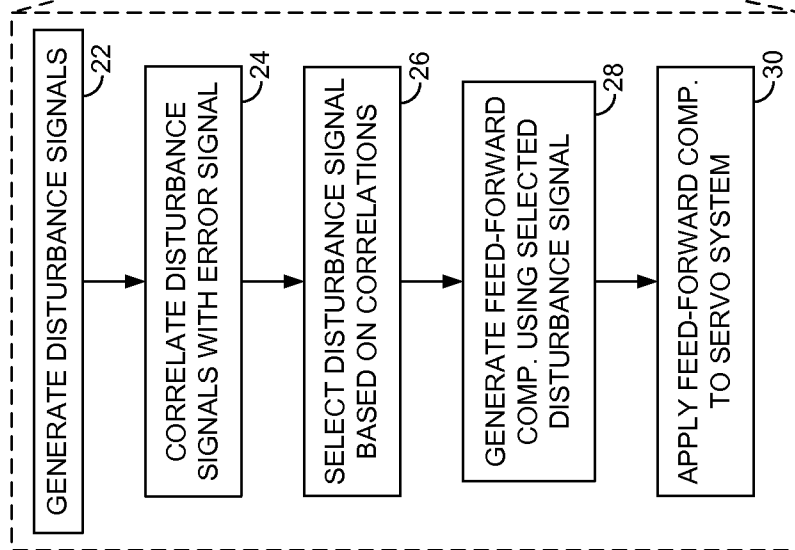 GENERATE DISTURBANCE SIGNALS
22
CORRELATE DISTURBANCE
SIGNALS WITH ERROR SIGNAL
24
SELECT DISTURBANCE SIGNAL
BASED ON CORRELATIONS
26
GENERATE FEED-FORWARD
COMP. USING SELECTED
DISTURBANCE SIGNAL
28
APPLY FEED-FORWARD COMP.
TO SERVO SYSTEM
30